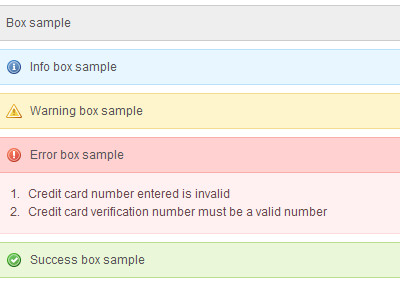 Box sample
Info box sample
Warning box sample
Error box sample
1. Credit card number entered is invalid
2. Credit card verification number must be a valid number
Success box sample